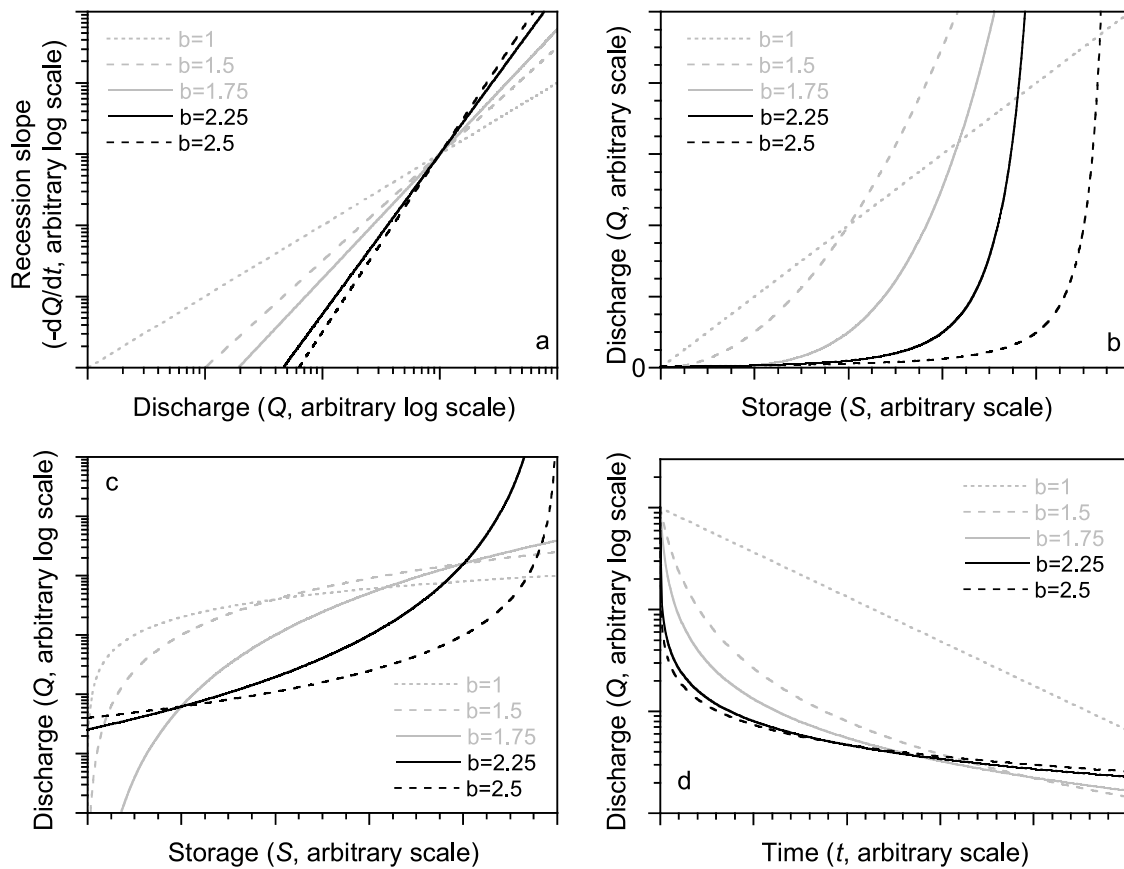 b=1
b=1.5
b=1.75
b=2.25
b=2.5
Recession slope
(-dQ/dt, arbitrary log scale)
a
Discharge (Q, arbitrary log scale)
b=1
b=1.5
b=1.75
b=2.25
b=2.5
Discharge (Q, arbitrary scale)
0
b
Storage (S, arbitrary scale)
c
Discharge (Q, arbitrary log scale)
b=1
b=1.5
b=1.75
b=2.25
b=2.5
Storage (S, arbitrary scale)
Discharge (Q, arbitrary log scale)
b=1
b=1.5
b=1.75
b=2.25
b=2.5
d
Time (t, arbitrary scale)